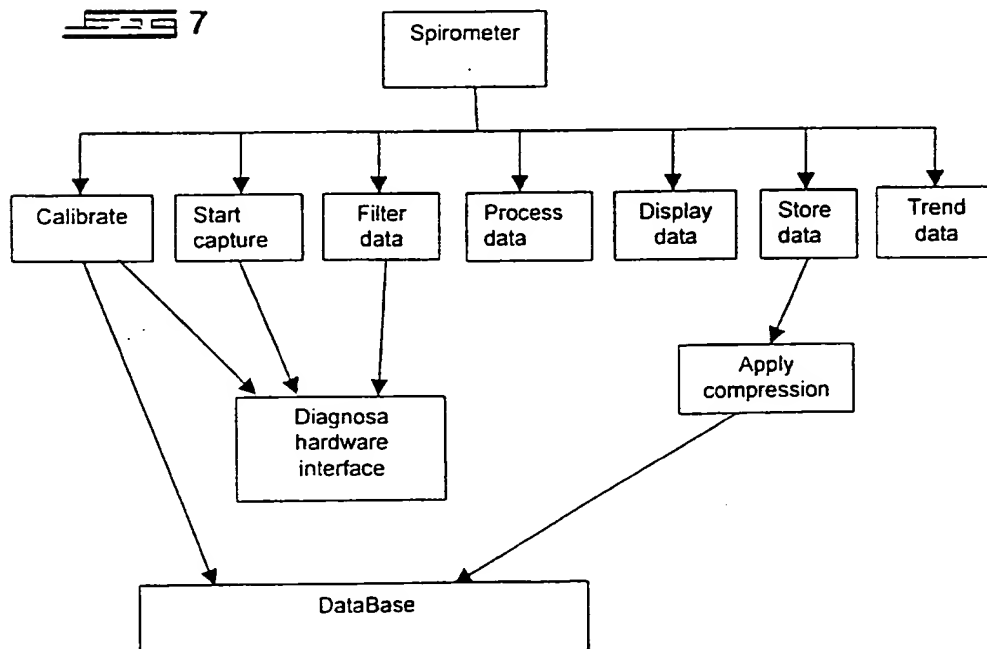 7
Spirometer
Calibrate
Start
capture
Filter
data
Process
data
Display
data
Store
data
Trend
data
Apply
compression
Diagnosa
hardware
interface
DataBase